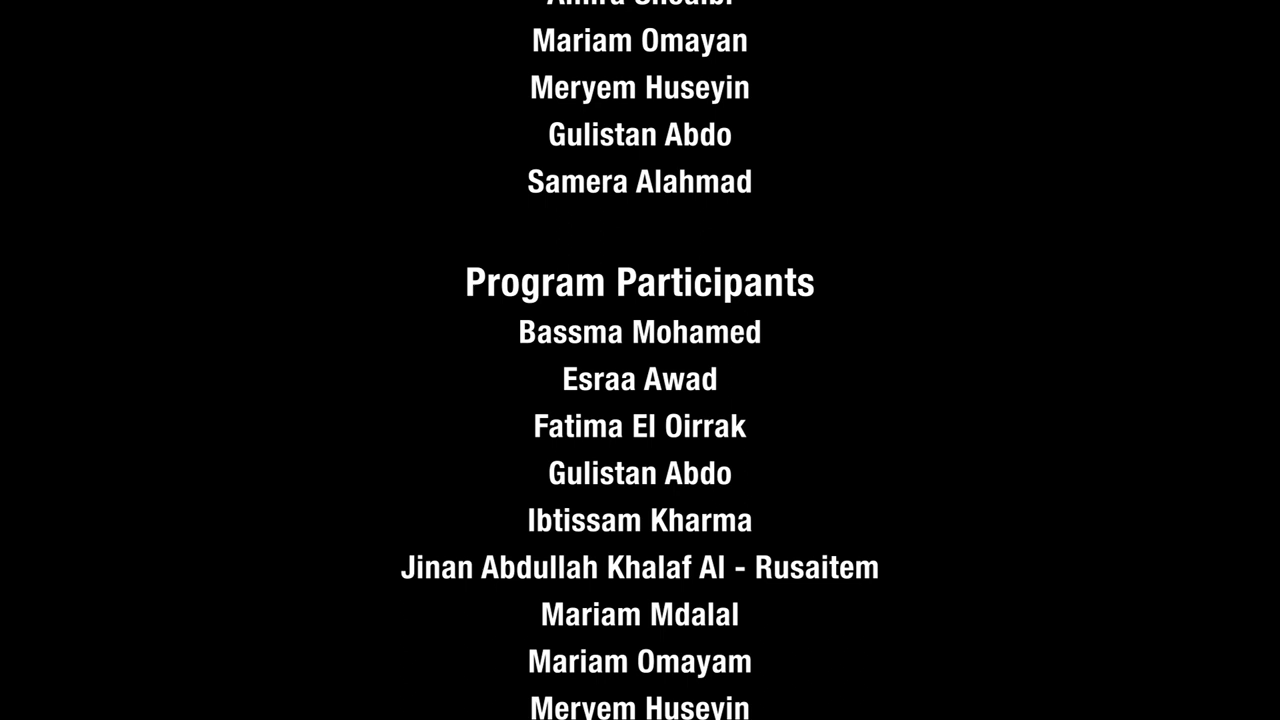 Mariam Omayan
Meryem Huseyin
Gulistan Abdo
Samera Alahmad
Program Participants
Bassma Mohamed
Esraa Awad
Fatima El Oirrak
Gulistan Abdo
Ibtissam Kharma
Jinan Abdullah Khalaf Al - Rusaitem
Mariam Mdalal
Mariam Omayam
Meryem Huseyin